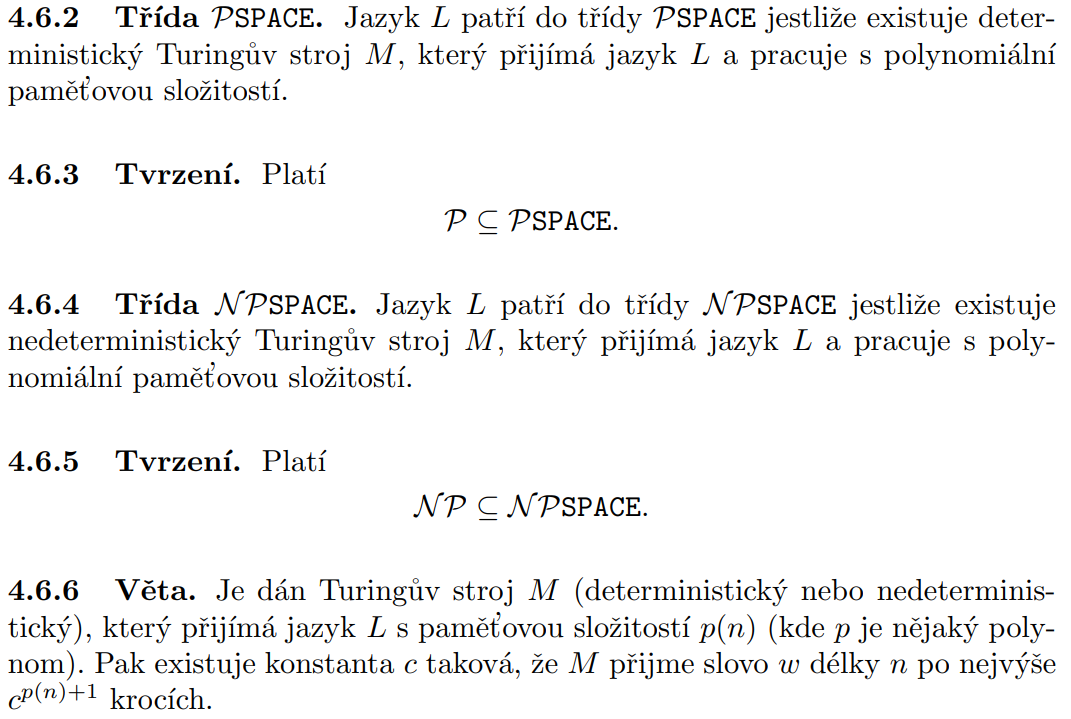 4.6.2 Třída 𝒫SPACE. Jazyk L patří do třídy 𝒫SPACE jestliže existuje deter-
ministický Turingův stroj M, který přijímá jazyk L a pracuje s polynomiální
paměťovou složitostí.
4.6.3 Tvrzení. Platí
𝒫 ⊆ 𝒫SPACE.
4.6.4 Třída 𝒩𝒫SPACE. Jazyk L patří do třídy 𝒩𝒫SPACE jestliže existuje
nedeterministický Turingův stroj M, který přijímá jazyk L a pracuje s poly-
nomiální paměťovou složitostí.
4.6.5 Tvrzení. Platí
𝒩𝒫 ⊆ 𝒩𝒫SPACE.
4.6.6 Věta. Je dán Turingův stroj M (deterministický nebo nedeterminis-
tický), který přijímá jazyk L s paměťovou složitostí p(n) (kde p je nějaký poly-
nom). Pak existuje konstanta c taková, že M přijme slovo w délky n po nejvýše
c^{p(n)+1} krocích.